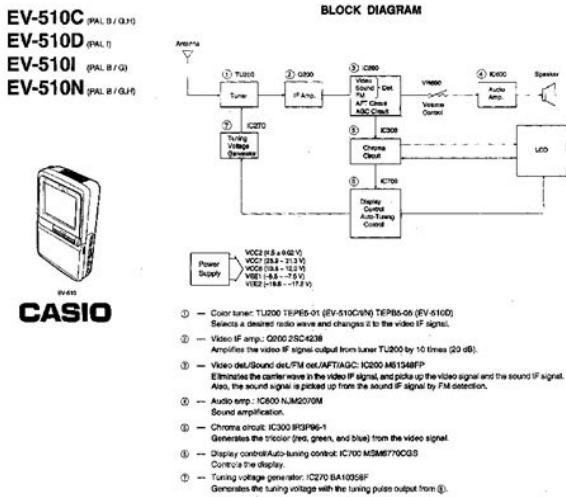 EV-510C (PAL B / G,H)
EV-510D (PAL I)
EV-510I (PAL B / G)
EV-510N (PAL B / G,H)
BLOCK DIAGRAM
Antenna
① TU200
Tuner
② Q200
IF Amp.
③ IC200
Video
Sound Det.
FM
AFT Circuit
AGC Circuit
VR600
Volume
Control
④ IC600
Audio
Amp.
Speaker
⑦ IC270
Tuning
Voltage
Generator
⑤ IC300
Chroma
Circuit
LCD
⑥ IC700
Display
Control
Auto-Tuning
Control
Power
Supply
VCC2 (4.5 ± 0.02 V)
EV-510
CASIO
① — Color tuner: TU200 TEPE5-01 (EV-510C/I/N) TEPB5-05 (EV-510D)
Selects a desired radio wave and changes it to the video IF signal.
② — Video IF amp.: Q200 2SC4238
Amplifies the video IF signal output from tuner TU200 by 10 times (20 dB).
③ — Video det./Sound det./FM det./AFT/AGC: IC200 M51348FP
Eliminates the carrier wave in the video IF signal, and picks up the video signal and the sound IF signal.
Also, the sound signal is picked up from the sound IF signal by FM detection.
④ — Audio amp.: IC600 NJM2070M
Sound amplification.
⑤ — Chroma circuit: IC300 IR3P96-1
Generates the tricolor (red, green, and blue) from the video signal.
⑥ — Display control/Auto-tuning control: IC700 MSM6770CGS
Controls the display.
⑦ — Tuning voltage generator: IC270 BA10358F
Generates the tuning voltage with the tuning pulse output from ⑥.